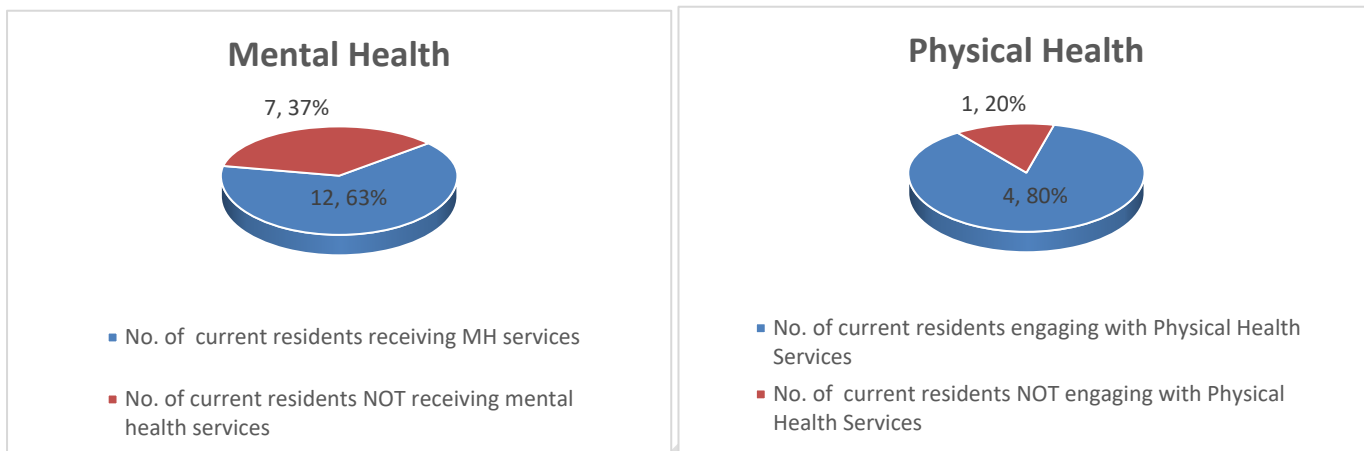 Mental Health
7, 37%
12, 63%
No. of current residents receiving MH services
No. of current residents NOT receiving mental
health services
Physical Health
1, 20%
4, 80%
No. of current residents engaging with Physical Health
Services
No. of current residents NOT engaging with Physical
Health Services